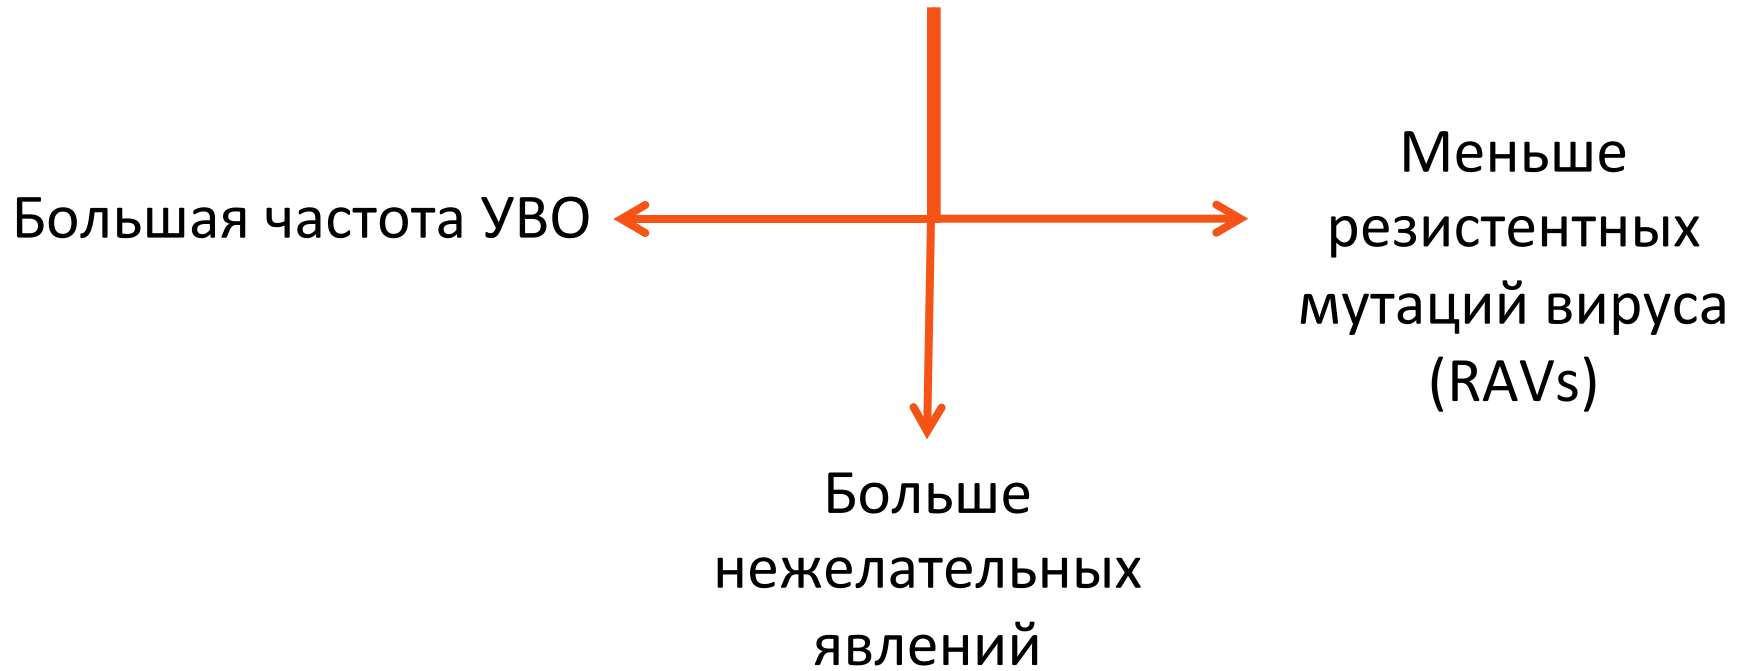 Большая частота УВО
Меньше
резистентных
мутаций вируса
(RAVs)
Больше
нежелательных
явлений